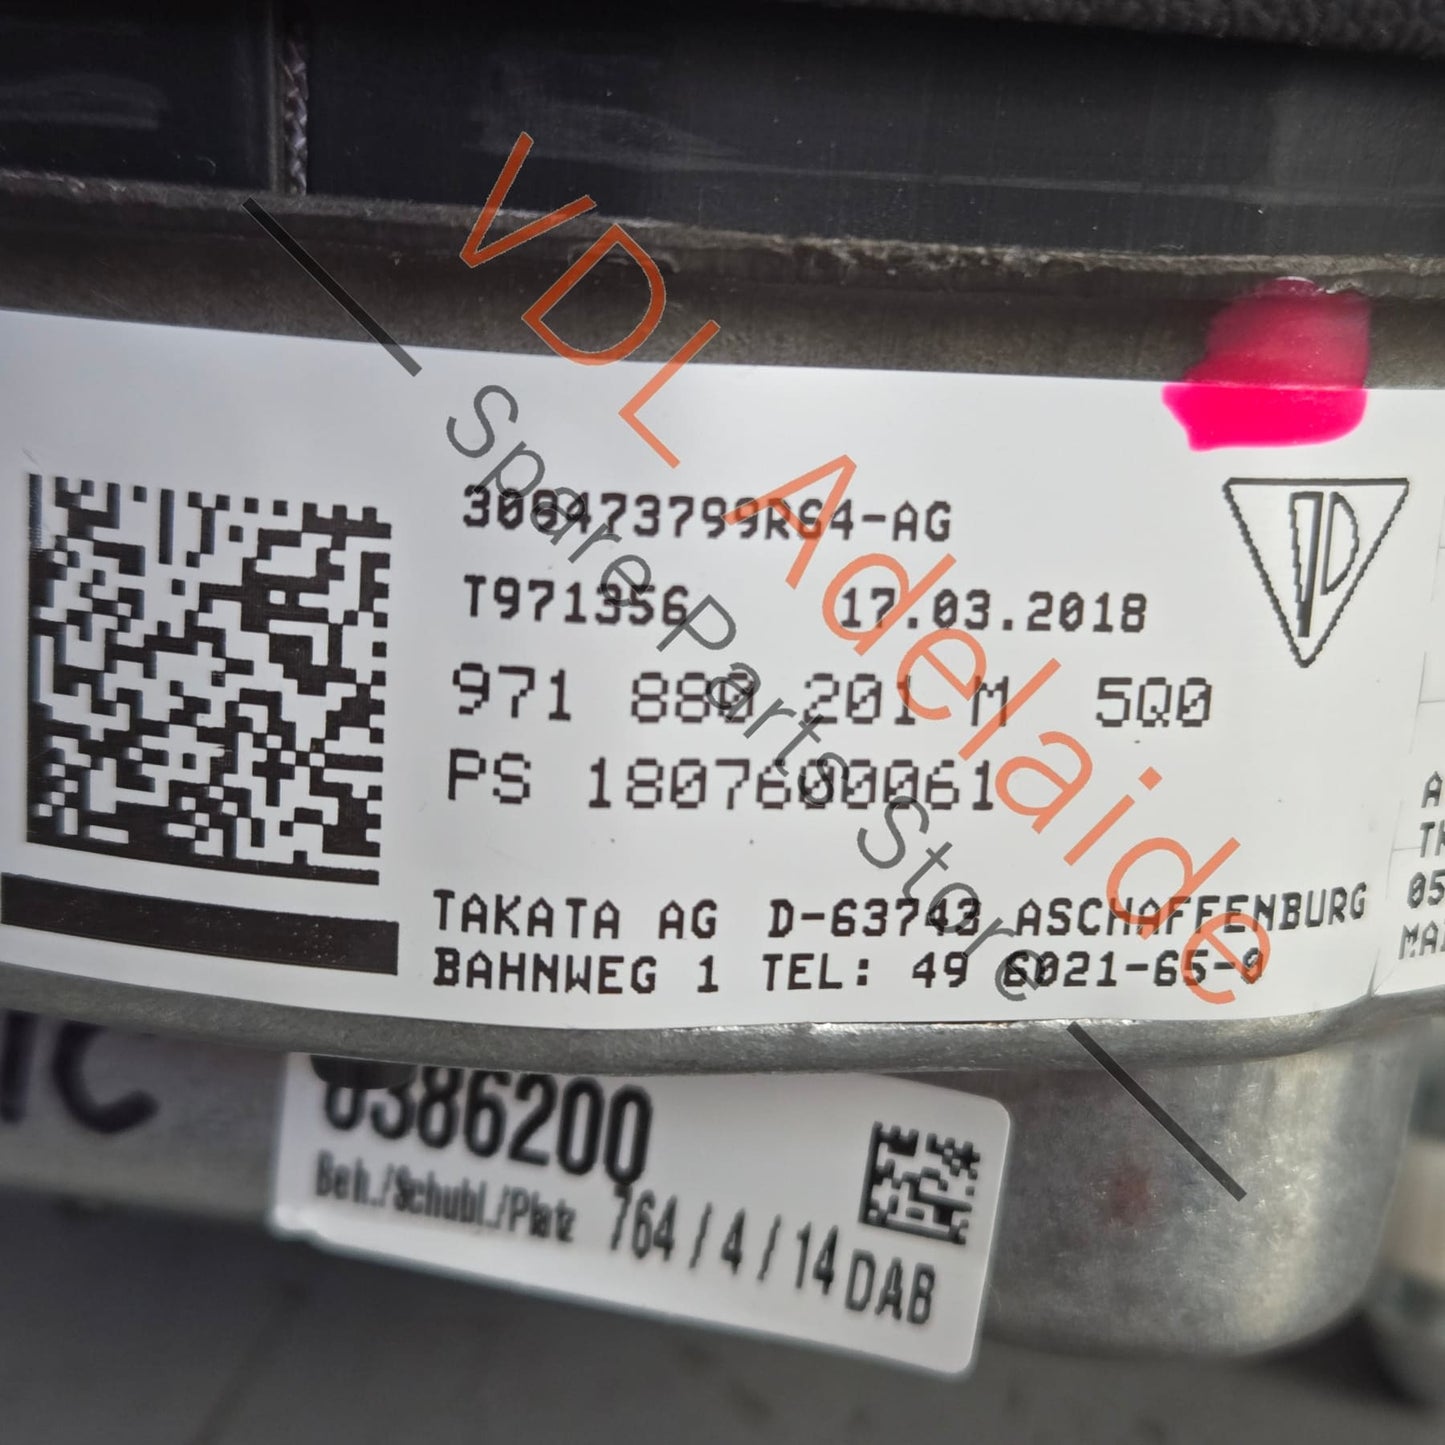 VDL Adelaide
Spare Parts Store
308473799RS4-AG
T971356 17.03.2018
971 880 201 M 5Q0
PS 1807600061
TAKATA AG D-63743 ASCHAFFENBURG
BAHNWEG 1 TEL: 49 6021-65-0
0386200
Beh./Schubl./Platz 764 / 4 / 14 DAB